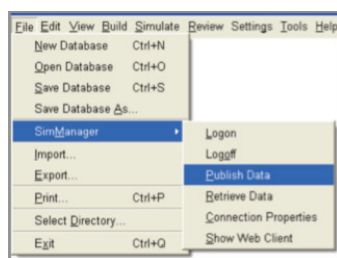 File Edit View Build Simulate Review Settings Tools Help
New Database Ctrl+N
Open Database Ctrl+O
Save Database Ctrl+S
Save Database As...
SimManager
Import...
Export...
Print... Ctrl+P
Select Directory...
Exit Ctrl+Q
Logon
Logoff
Publish Data
Retrieve Data
Connection Properties
Show Web Client